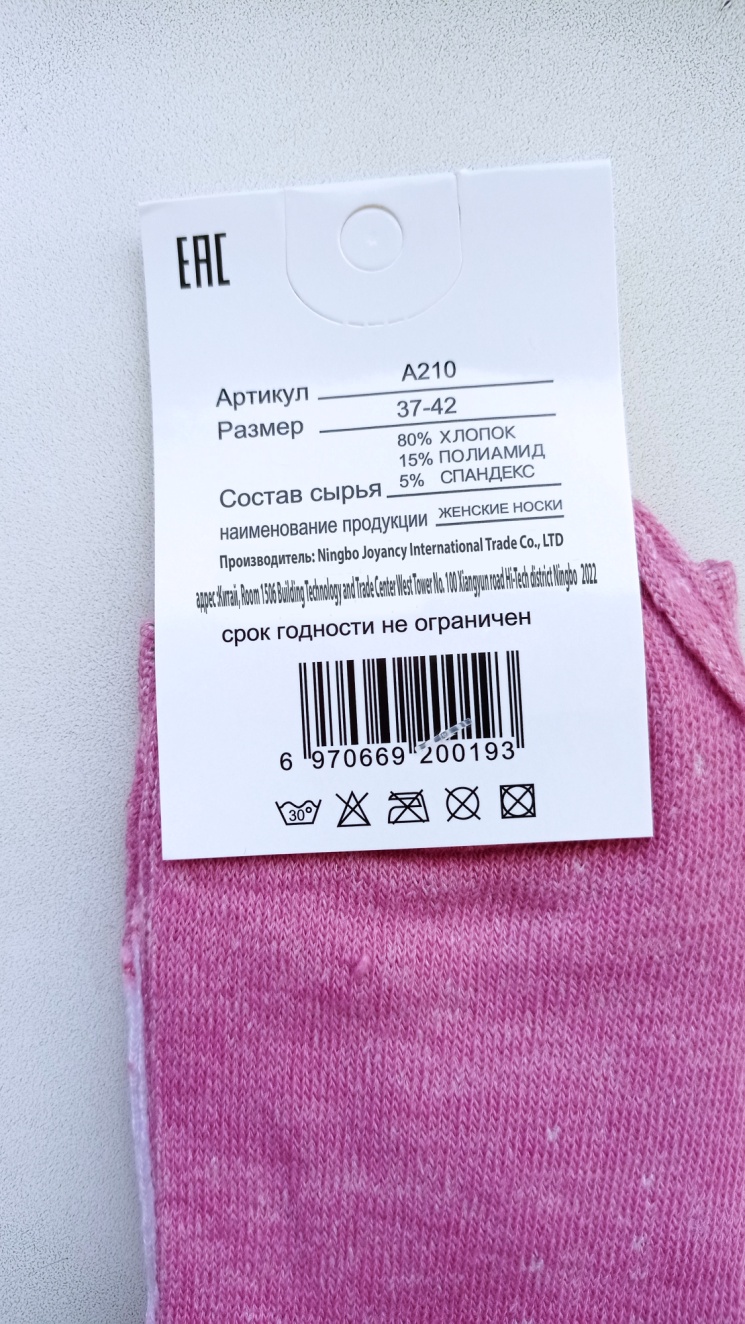 EAC
Артикул A210
Размер 37-42
80% ХЛОПОК
15% ПОЛИАМИД
Состав сырья 5% СПАНДЕКС
наименование продукции ЖЕНСКИЕ НОСКИ
Производитель: Ningbo Joyancy International Trade Co., LTD
адрес:Китай, Room 1506 Building Technology and Trade Center West Tower No. 100 Xiangyun road Hi-Tech district Ningbo 2022
срок годности не ограничен
6 970669 200193
30°